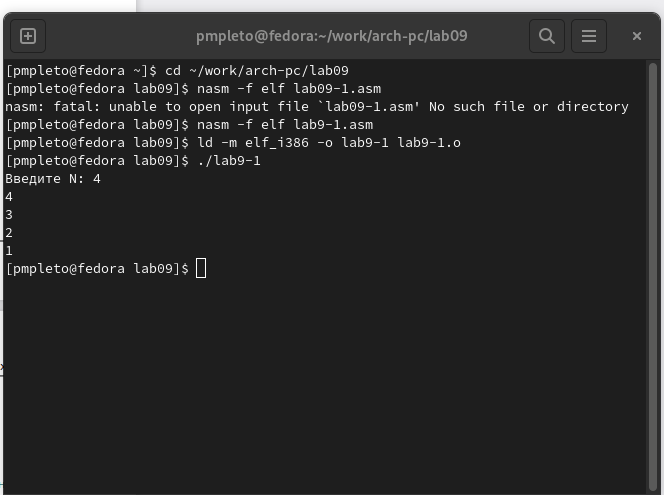 pmpleto@fedora:~/work/arch-pc/lab09
[pmpleto@fedora ~]$ cd ~/work/arch-pc/lab09
[pmpleto@fedora lab09]$ nasm -f elf lab09-1.asm
nasm: fatal: unable to open input file `lab09-1.asm' No such file or directory
[pmpleto@fedora lab09]$ nasm -f elf lab9-1.asm
[pmpleto@fedora lab09]$ ld -m elf_i386 -o lab9-1 lab9-1.o
[pmpleto@fedora lab09]$ ./lab9-1
Введите N: 4
4
3
2
1
[pmpleto@fedora lab09]$